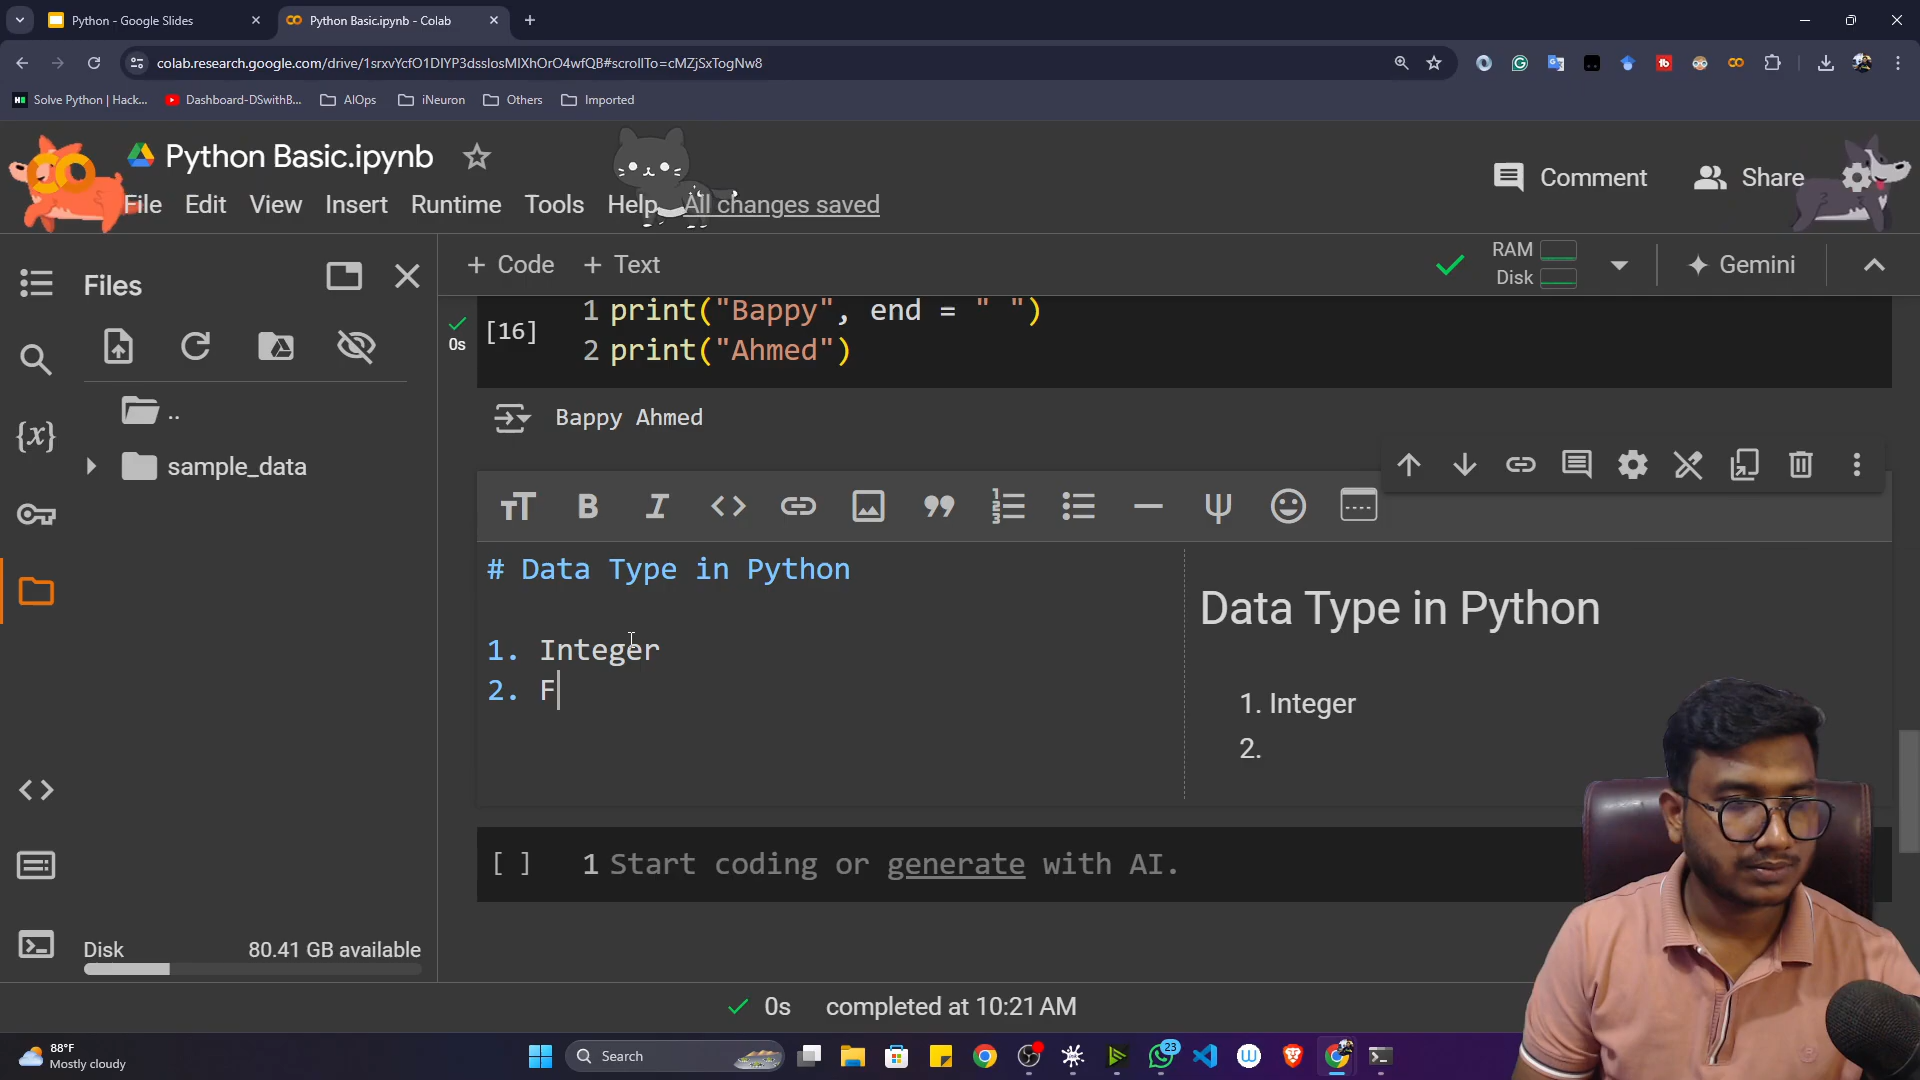 Python - Google Slides
Python Basic.ipynb - Colab
colab.research.google.com/drive/1srxvYcfO1DIYP3dsslosMIXhOrO4wfQB#scrollTo=cMZjSxTogNw8
Solve Python | Hack...
Dashboard-DSwithB...
AIOps
iNeuron
Others
Imported
Python Basic.ipynb
Comment
Share
File Edit View Insert Runtime Tools Help All changes saved
Files
+ Code + Text
RAM
Disk
Gemini
..
sample_data
0s
[16]
1 print("Bappy", end = " ")
2 print("Ahmed")
Bappy Ahmed
# Data Type in Python
1. Integer
2. F
Data Type in Python
1. Integer
2.
[ ] 1 Start coding or generate with AI.
Disk 80.41 GB available
0s completed at 10:21 AM
88°F
Mostly cloudy
Search
23